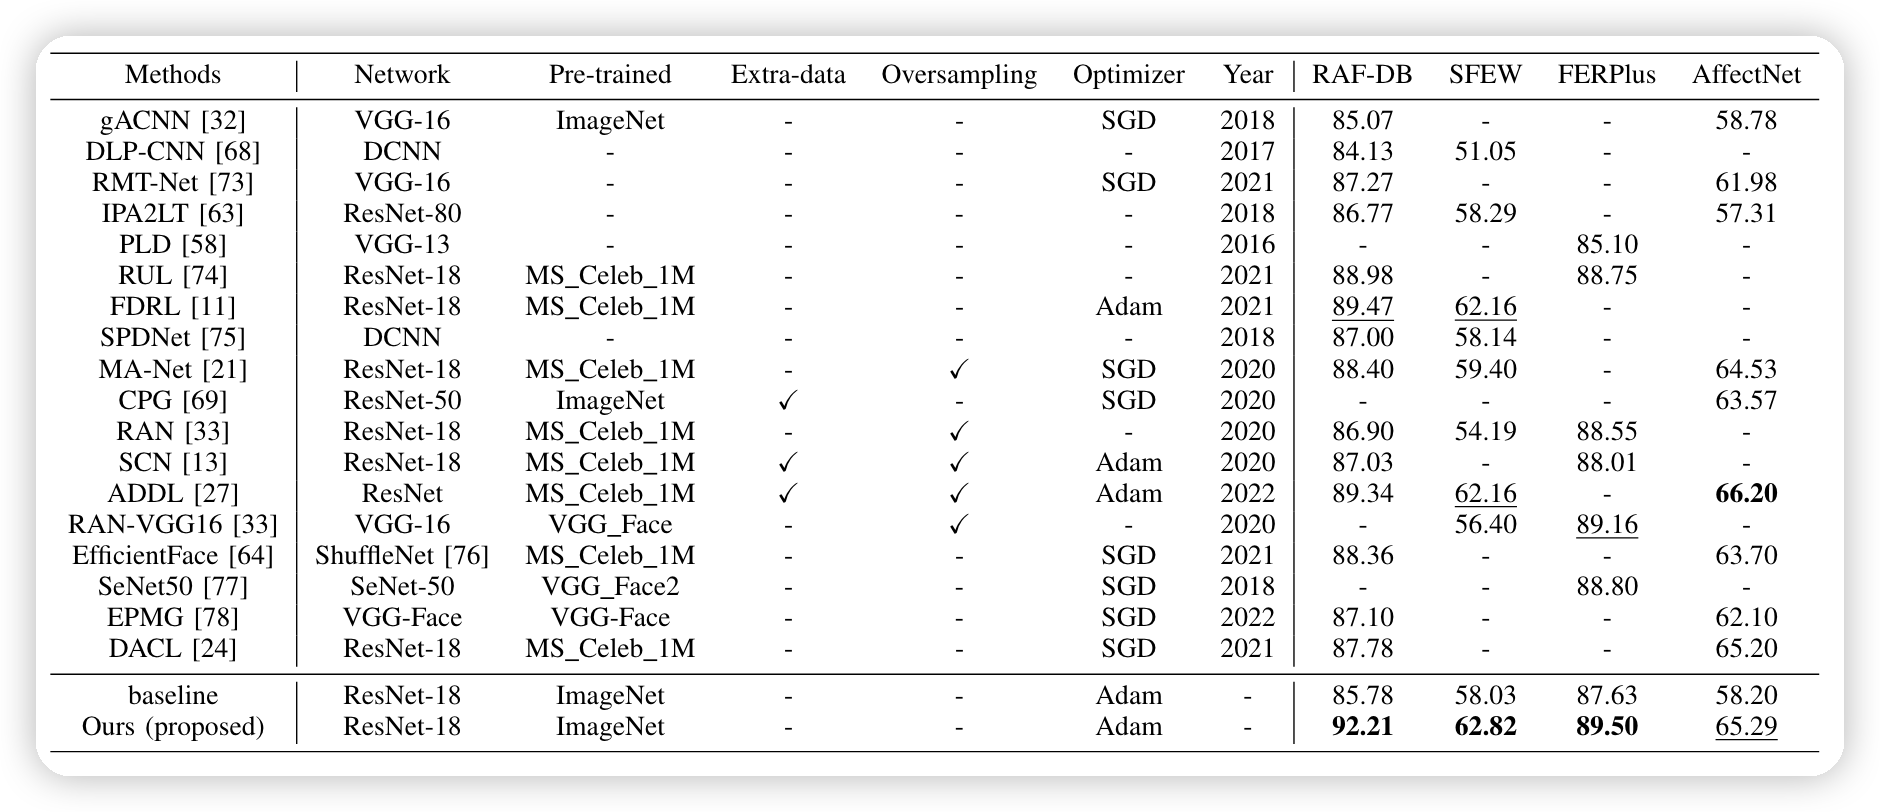 Methods Network Pre-trained Extra-data Oversampling Optimizer Year RAF-DB SFEW FERPlus AffectNet
gACNN [32] VGG-16 ImageNet - - SGD 2018 85.07 - - 58.78
DLP-CNN [68] DCNN - - - - 2017 84.13 51.05 - -
RMT-Net [73] VGG-16 - - - SGD 2021 87.27 - - 61.98
IPA2LT [63] ResNet-80 - - - - 2018 86.77 58.29 - 57.31
PLD [58] VGG-13 - - - - 2016 - - 85.10 -
RUL [74] ResNet-18 MS_Celeb_1M - - - 2021 88.98 - 88.75 -
FDRL [11] ResNet-18 MS_Celeb_1M - - Adam 2021 89.47 62.16 - -
SPDNet [75] DCNN - - - - 2018 87.00 58.14 - -
MA-Net [21] ResNet-18 MS_Celeb_1M - ✓ SGD 2020 88.40 59.40 - 64.53
CPG [69] ResNet-50 ImageNet ✓ - SGD 2020 - - - 63.57
RAN [33] ResNet-18 MS_Celeb_1M - ✓ - 2020 86.90 54.19 88.55 -
SCN [13] ResNet-18 MS_Celeb_1M ✓ ✓ Adam 2020 87.03 - 88.01 -
ADDL [27] ResNet MS_Celeb_1M ✓ ✓ Adam 2022 89.34 62.16 - 66.20
RAN-VGG16 [33] VGG-16 VGG_Face - ✓ - 2020 - 56.40 89.16 -
EfficientFace [64] ShuffleNet [76] MS_Celeb_1M - - SGD 2021 88.36 - - 63.70
SeNet50 [77] SeNet-50 VGG_Face2 - - SGD 2018 - - 88.80 -
EPMG [78] VGG-Face VGG-Face - - SGD 2022 87.10 - - 62.10
DACL [24] ResNet-18 MS_Celeb_1M - - SGD 2021 87.78 - - 65.20
baseline ResNet-18 ImageNet - - Adam - 85.78 58.03 87.63 58.20
Ours (proposed) ResNet-18 ImageNet - - Adam - 92.21 62.82 89.50 65.29